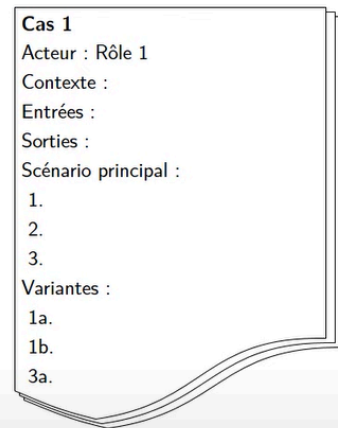 Cas 1
Acteur : Rôle 1
Contexte :
Entrées :
Sorties :
Scénario principal :
1.
2.
3.
Variantes :
1a.
1b.
3a.